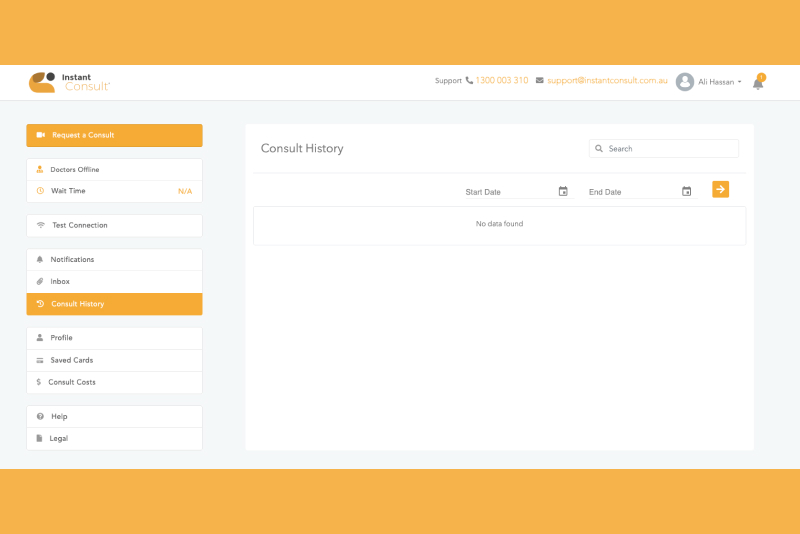 Instant
Consult
Support 1300 003 310 support@instantconsult.com.au Ali Hassan 1
Request a Consult
Doctors Offline
Wait Time N/A
Test Connection
Notifications
Inbox
Consult History
Profile
Saved Cards
$ Consult Costs
Help
Legal
Consult History
Search
Start Date End Date
No data found